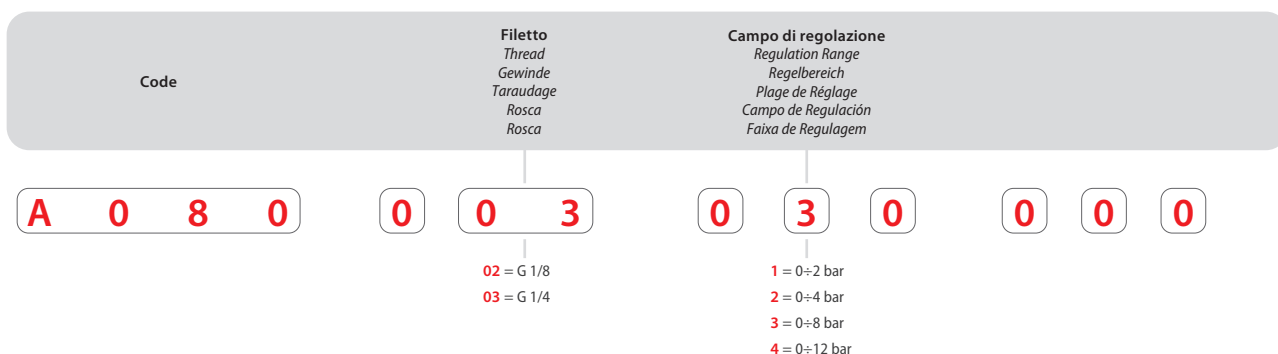 Code
Filetto
Thread
Gewinde
Taraudage
Rosca
Rosca
Campo di regolazione
Regulation Range
Regelbereich
Plage de Réglage
Campo de Regulación
Faixa de Regulagem
A 0 8 0 0 0 3 0 3 0 0 0 0
02 = G 1/8
03 = G 1/4
1 = 0÷2 bar
2 = 0÷4 bar
3 = 0÷8 bar
4 = 0÷12 bar